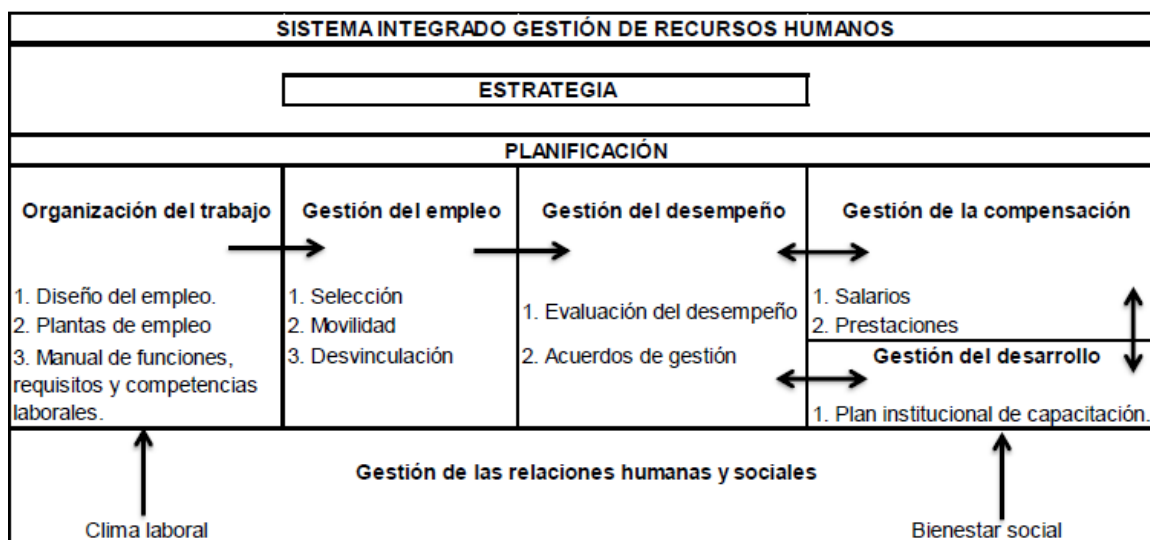 SISTEMA INTEGRADO GESTIÓN DE RECURSOS HUMANOS
ESTRATEGIA
PLANIFICACIÓN
Organización del trabajo
1. Diseño del empleo.
2. Plantas de empleo
3. Manual de funciones,
requisitos y competencias
laborales.
Gestión del empleo
1. Selección
2. Movilidad
3. Desvinculación
Gestión del desempeño
1. Evaluación del desempeño
2. Acuerdos de gestión
Gestión de la compensación
1. Salarios
2. Prestaciones
Gestión del desarrollo
1. Plan institucional de capacitación.
Gestión de las relaciones humanas y sociales
Clima laboral
Bienestar social